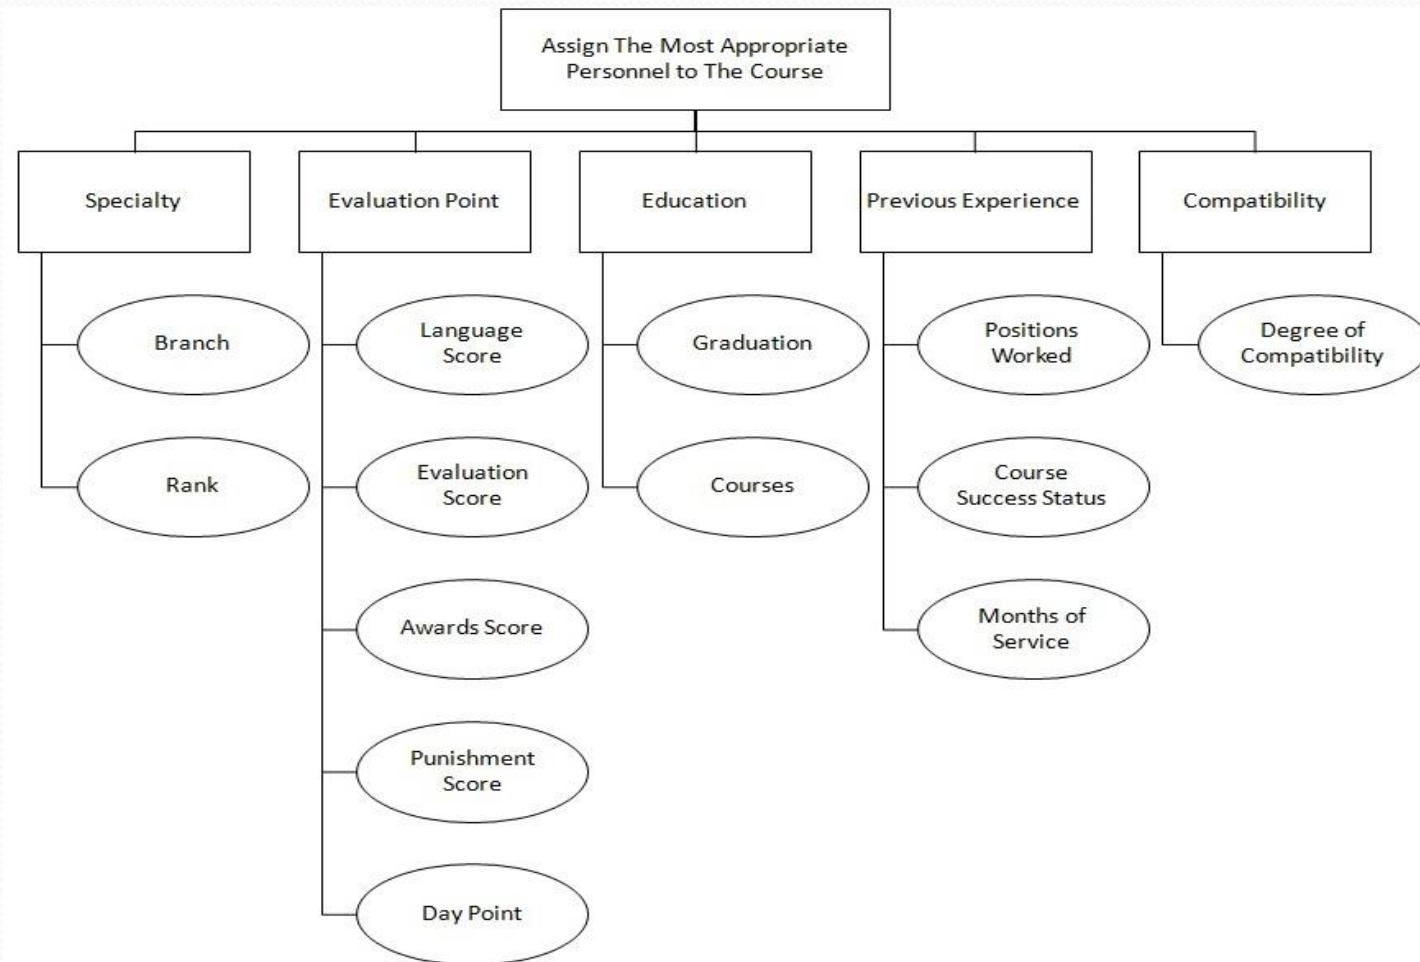 Assign The Most Appropriate
Personnel to The Course
Specialty
Evaluation Point
Education
Previous Experience
Compatibility
Branch
Language
Score
Graduation
Positions
Worked
Degree of
Compatibility
Rank
Evaluation
Score
Courses
Course
Success Status
Awards Score
Months of
Service
Punishment
Score
Day Point